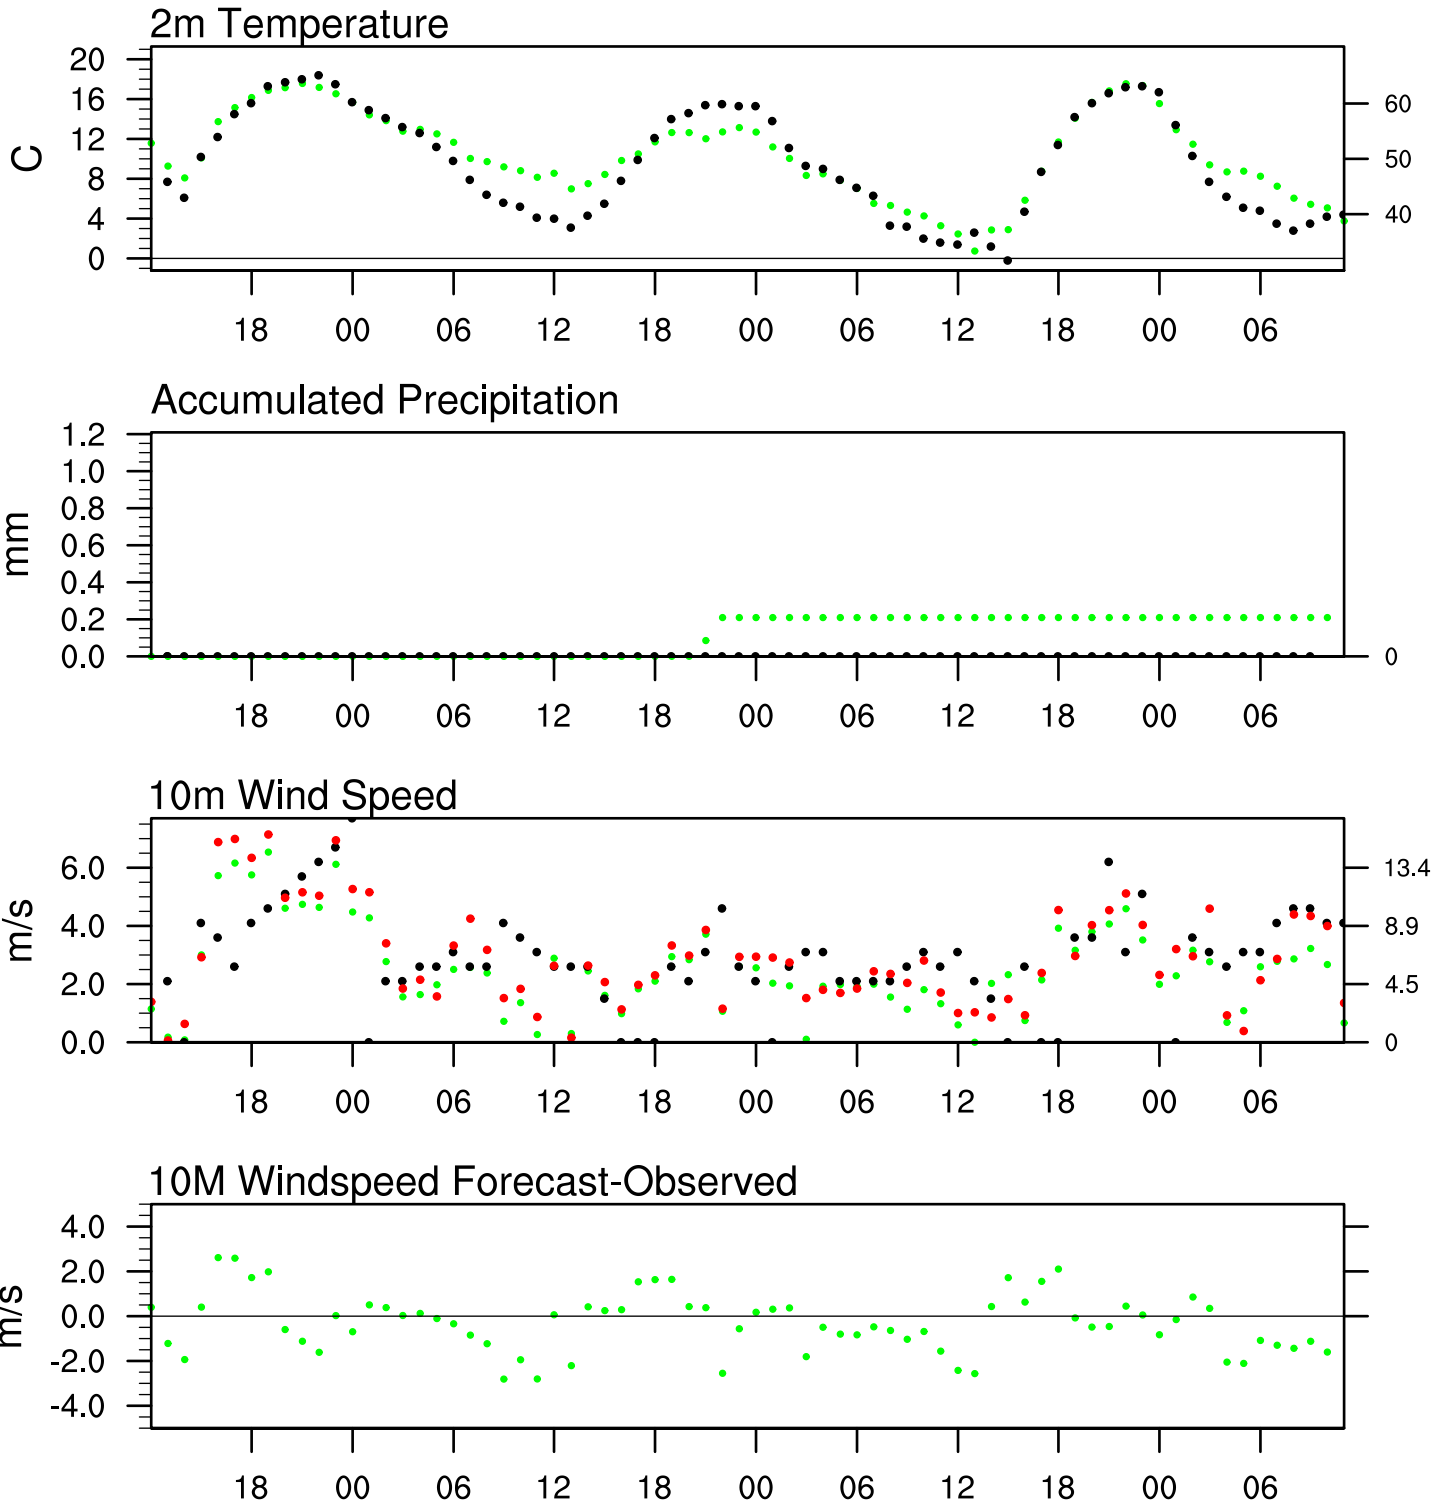 2m Temperature
20
16
12
8
4
0
C
60
50
40
18 00 06 12 18 00 06 12 18 00 06
Accumulated Precipitation
1.2
1.0
0.8
0.6
0.4
0.2
0.0
mm
0
18 00 06 12 18 00 06 12 18 00 06
10m Wind Speed
6.0
4.0
2.0
0.0
m/s
13.4
8.9
4.5
0
18 00 06 12 18 00 06 12 18 00 06
10M Windspeed Forecast-Observed
4.0
2.0
0.0
-2.0
-4.0
m/s
18 00 06 12 18 00 06 12 18 00 06